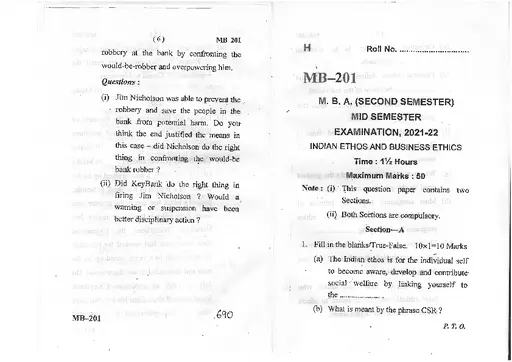 (6) MB 201
robbery at the bank by confronting the
would-be-robber and overpowering him.
Questions :
(i) Jim Nicholson was able to prevent the
robbery and save the people in the
bank from potential harm. Do you
think the end justified the means in
this case – did Nicholson do the right
thing in confronting the would-be
bank robber ?
(ii) Did KeyBank do the right thing in
firing Jim Nicholson ? Would a
warning or suspension have been
better disciplinary action ?
MB–201
690
H Roll No. ..............................
MB–201
M. B. A. (SECOND SEMESTER)
MID SEMESTER
EXAMINATION, 2021-22
INDIAN ETHOS AND BUSINESS ETHICS
Time : 1½ Hours
Maximum Marks : 50
Note : (i) This question paper contains two
Sections.
(ii) Both Sections are compulsory.
Section—A
1. Fill in the blanks/True-False. 10×1=10 Marks
(a) The Indian ethos is for the individual self
to become aware, develop and contribute
social welfare by linking yourself to
the ...................
(b) What is meant by the phrase CSR ?
P. T. O.